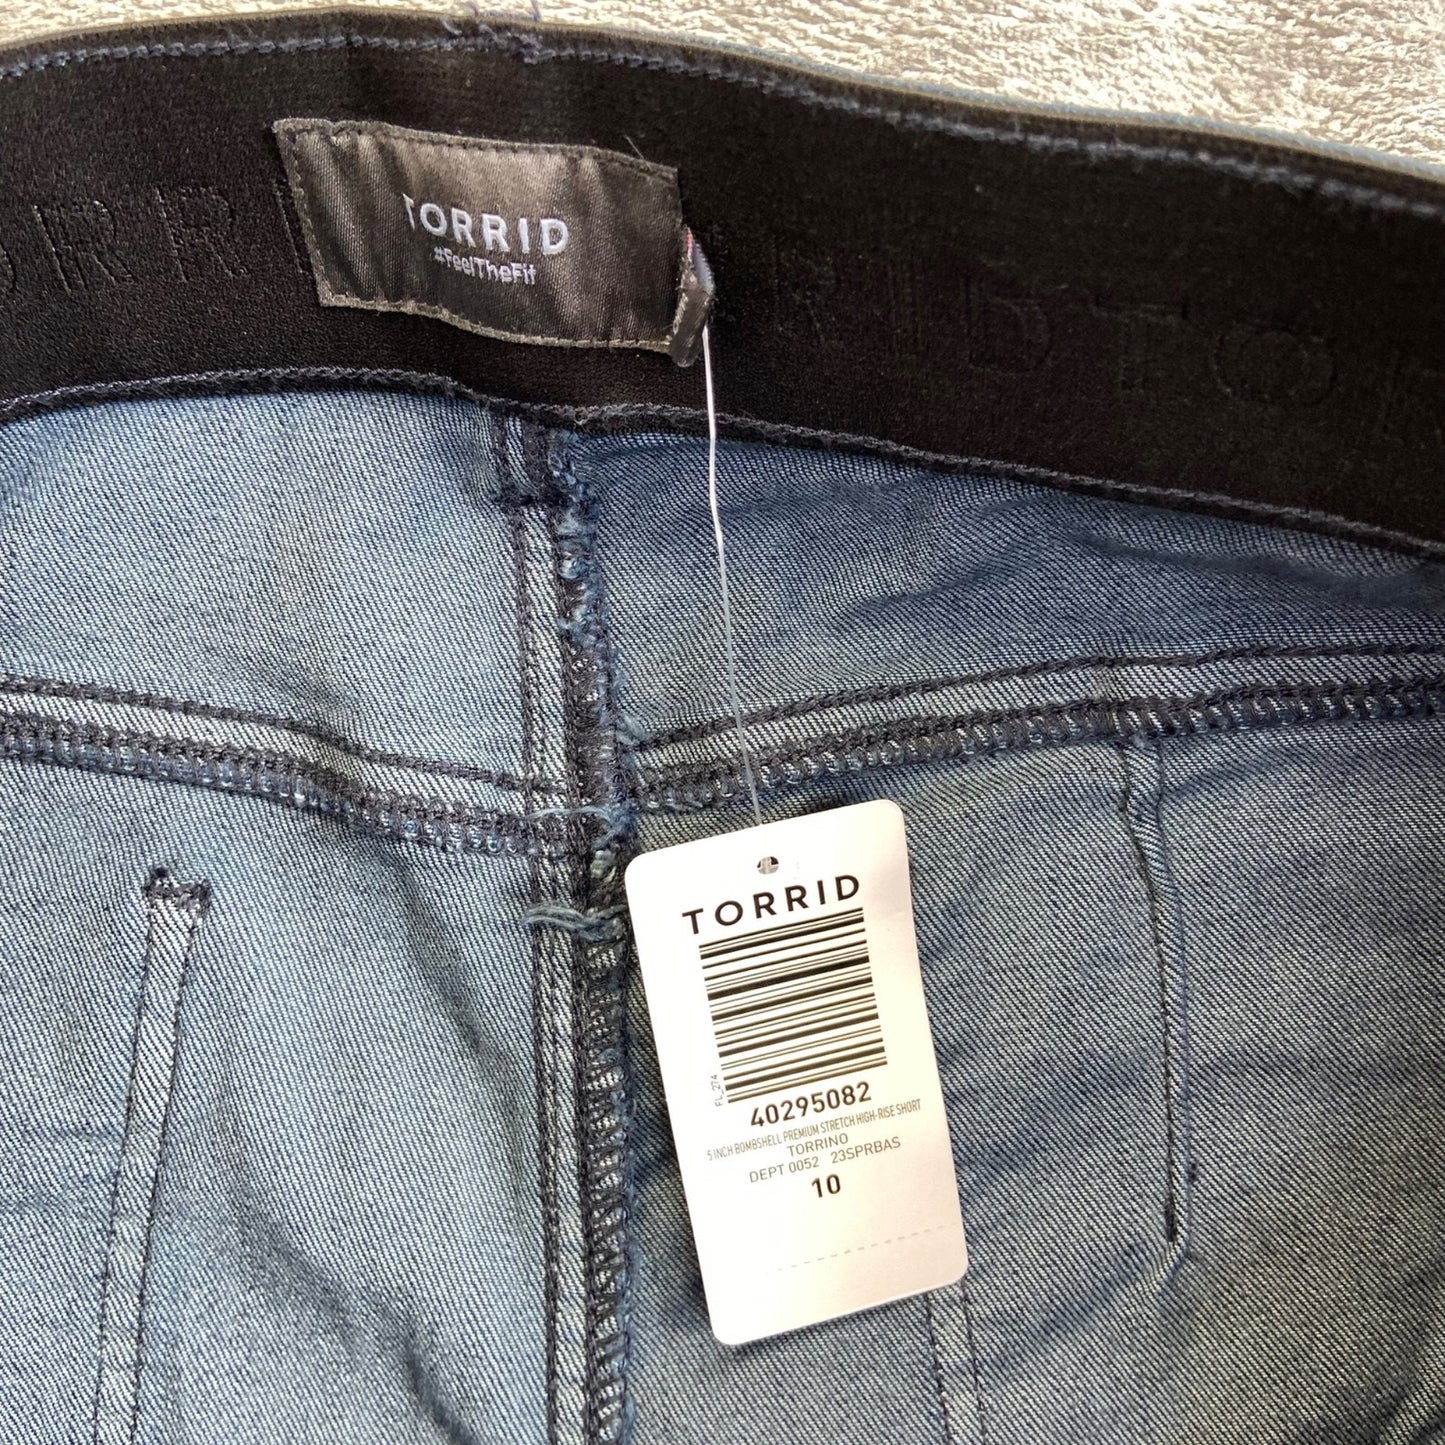 TORRID
#FeelTheFit
TORRID
FL_274
40295082
5 INCH BOMBSHELL PREMIUM STRETCH HIGH-RISE SHORT
TORRINO
DEPT 0052 23SPRBAS
10